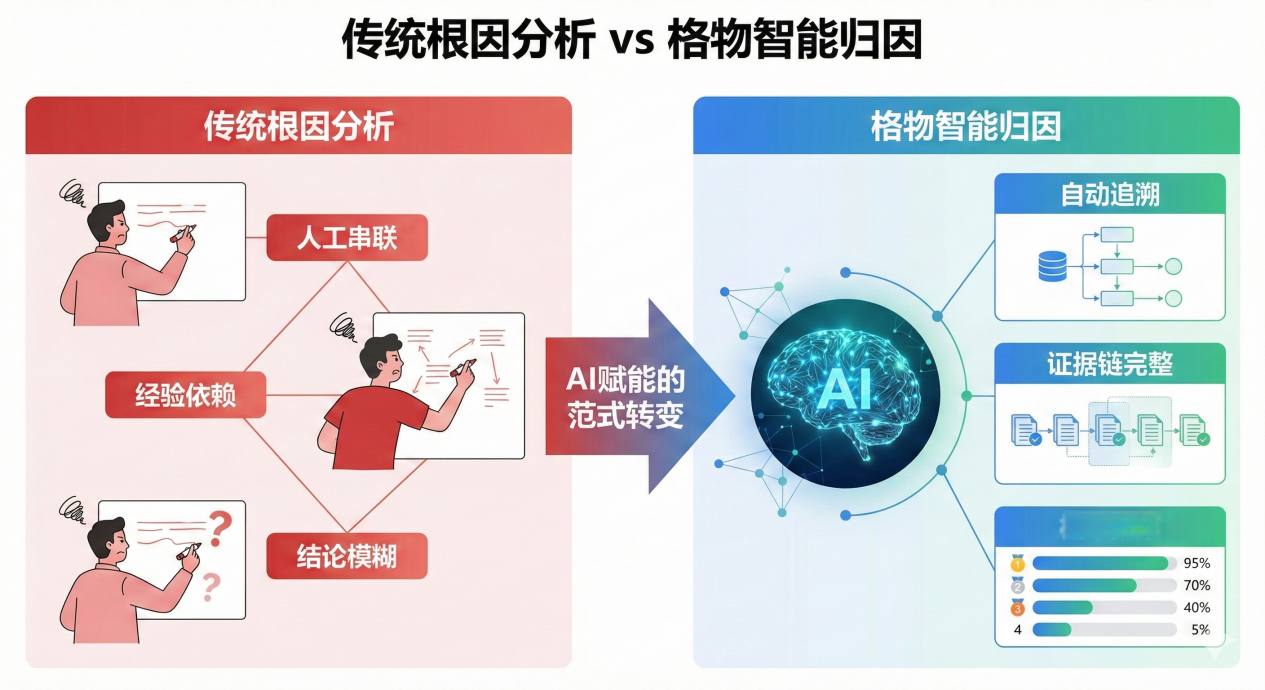 传统根因分析 vs 格物智能归因
传统根因分析
人工串联
经验依赖
结论模糊
?
?
AI赋能的
范式转变
格物智能归因
AI
自动追溯
证据链完整
1
95%
2
70%
3
40%
4
5%